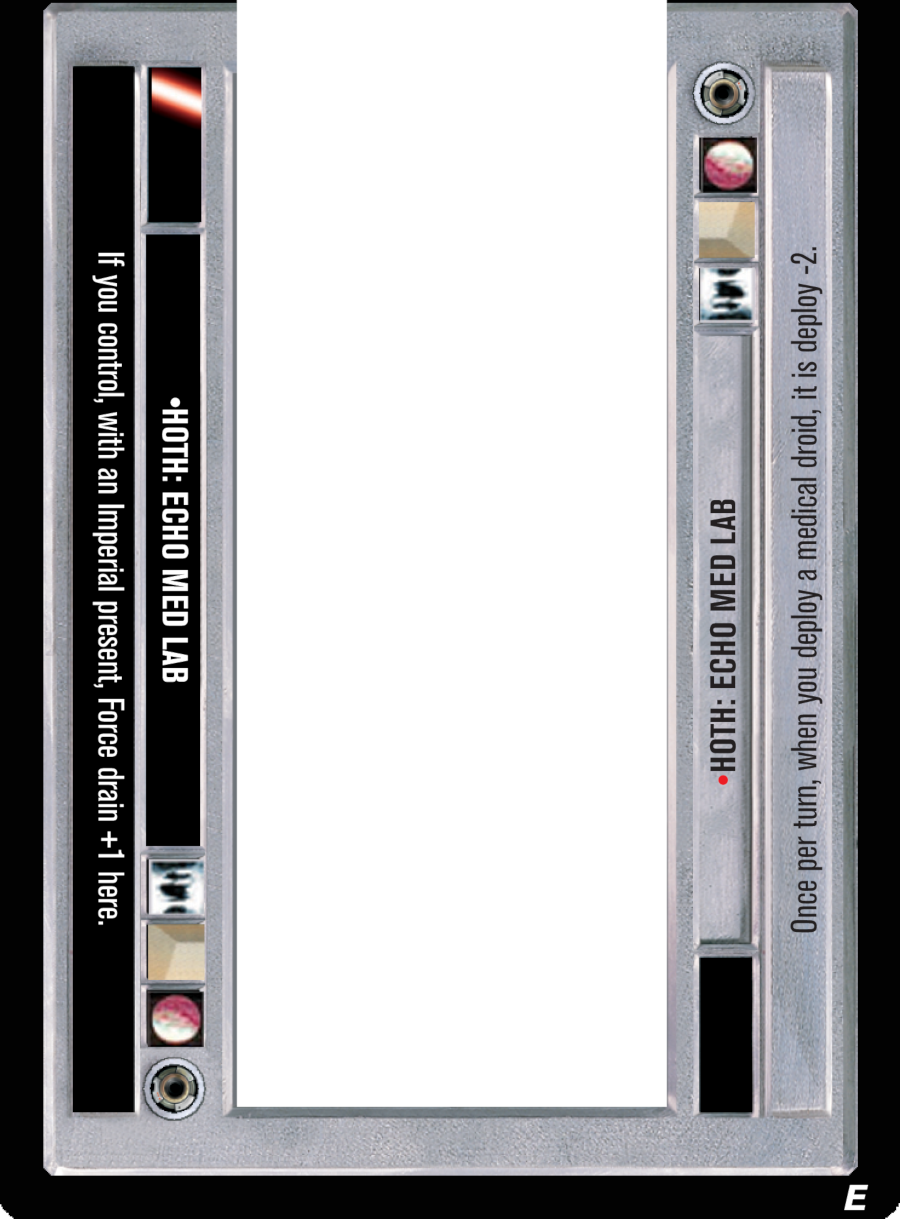 If you control, with an Imperial present, Force drain +1 here.
•HOTH: ECHO MED LAB
•HOTH: ECHO MED LAB
Once per turn, when you deploy a medical droid, it is deploy -2.
E